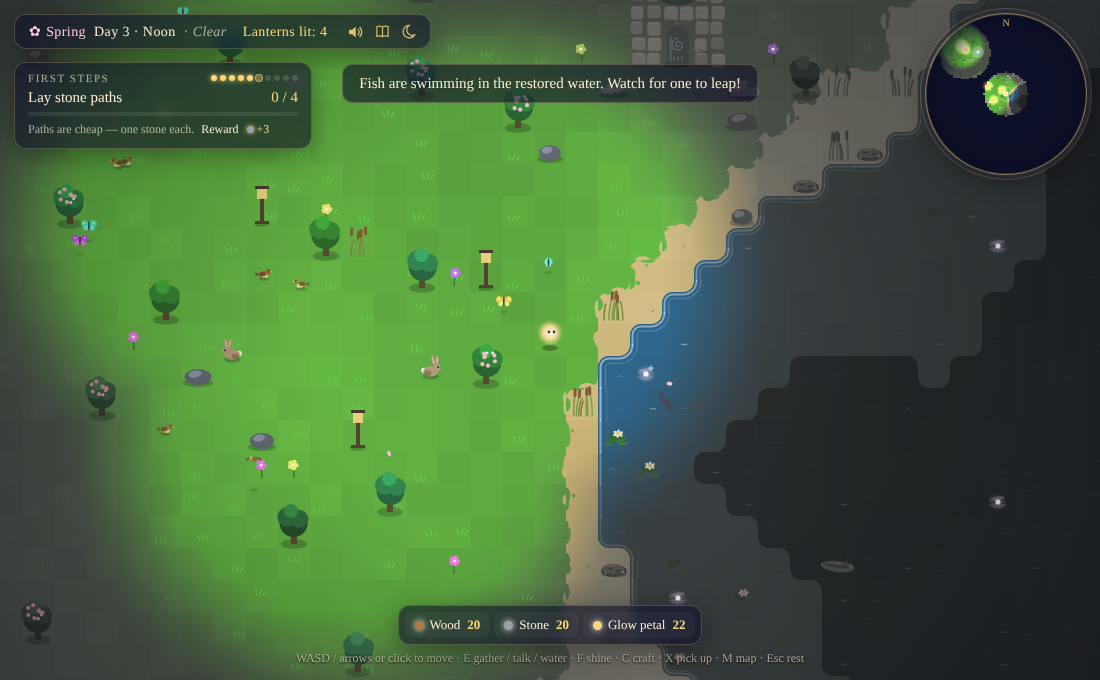 ✿ Spring Day 3 · Noon · Clear Lanterns lit: 4
N
FIRST STEPS
Lay stone paths 0 / 4
Paths are cheap — one stone each. Reward +3
Fish are swimming in the restored water. Watch for one to leap!
Wood 20 Stone 20 Glow petal 22
WASD / arrows or click to move · E gather / talk / water · F shine · C craft · X pick up · M map · Esc rest